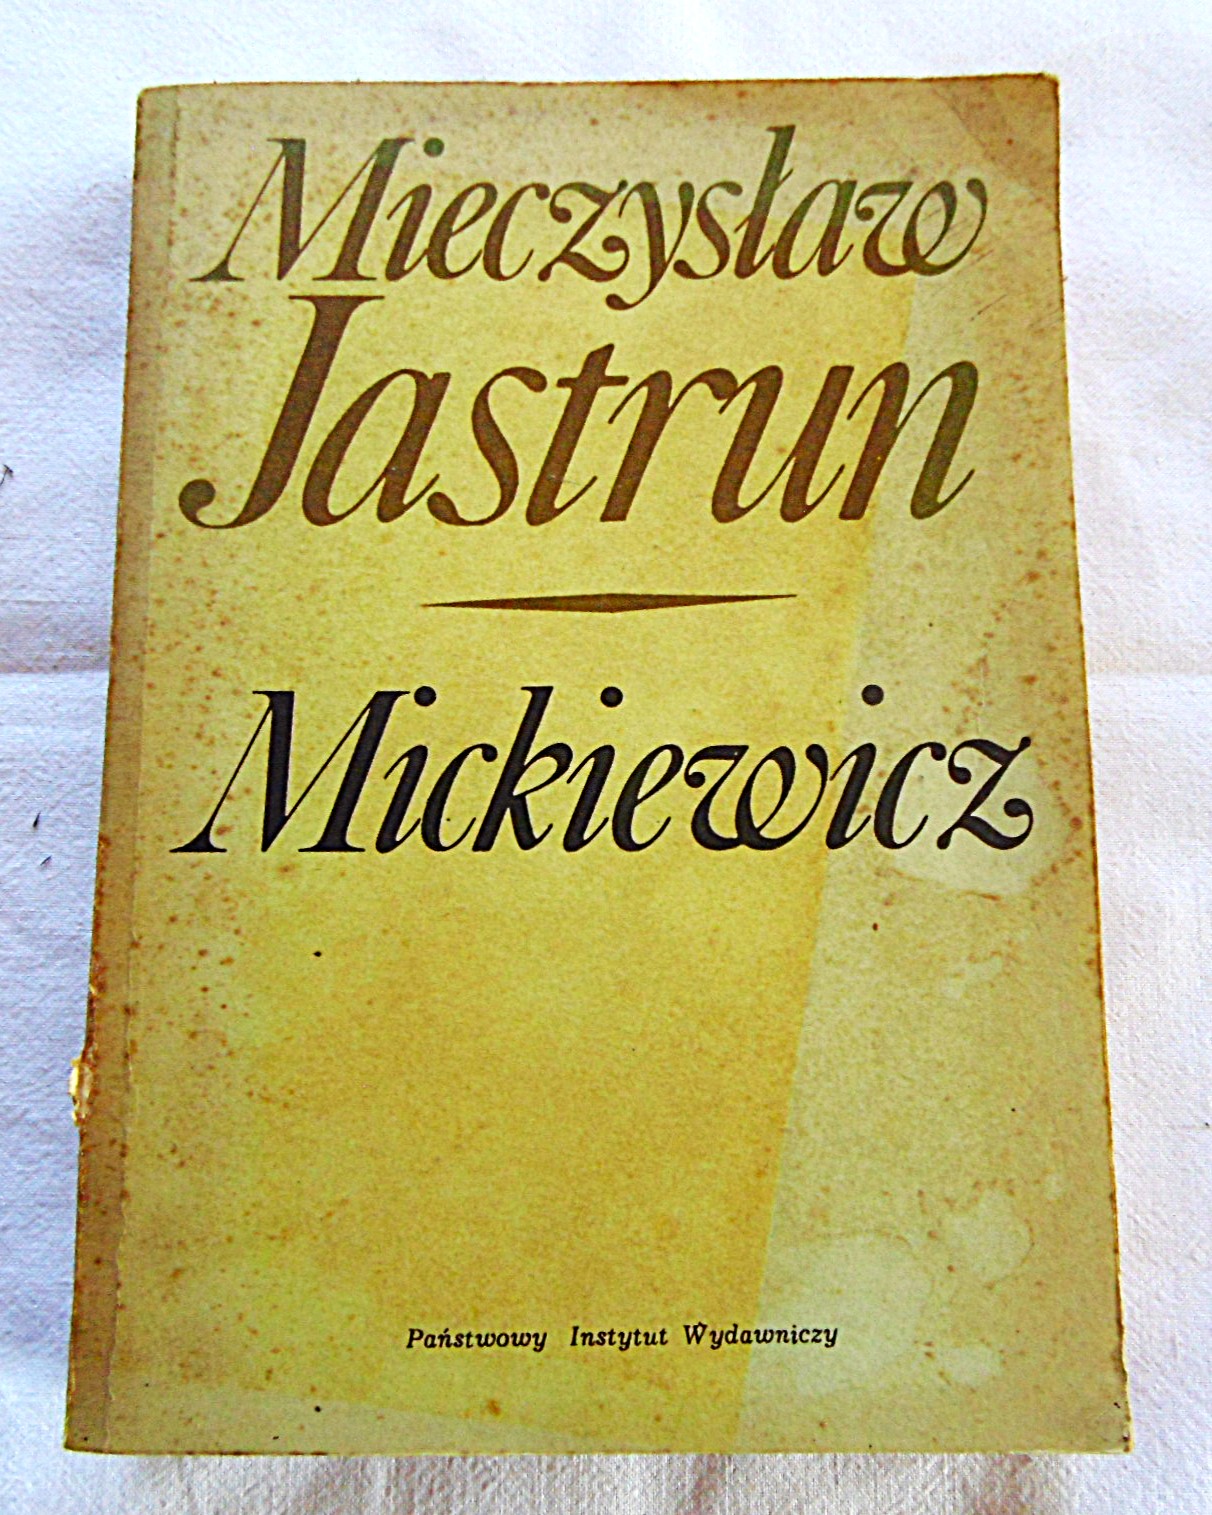 Mieczysław
Jastrun
Mickiewicz
Państwowy Instytut Wydawniczy